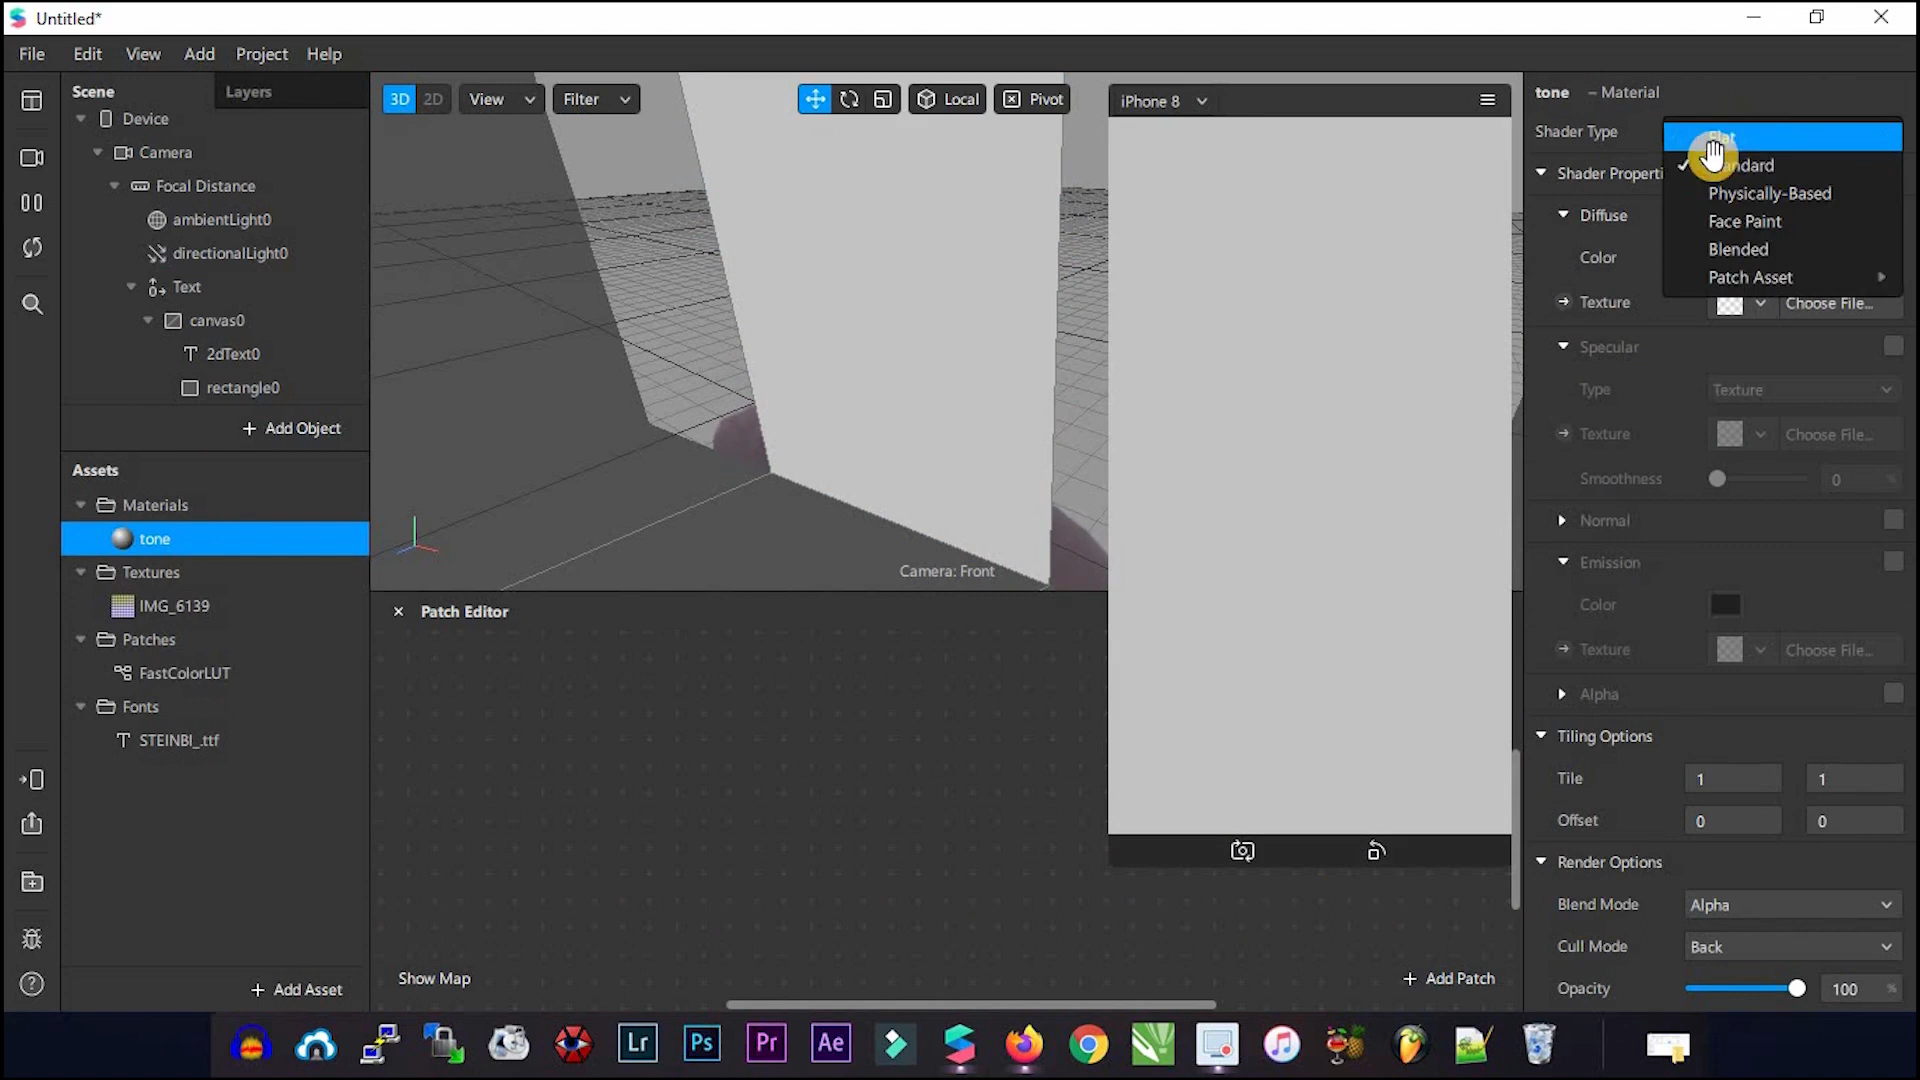 Untitled*
File Edit View Add Project Help
Scene Layers
Device
Camera
Focal Distance
ambientLight0
directionalLight0
Text
canvas0
2dText0
rectangle0
+ Add Object
Assets
Materials
tone
Textures
IMG_6139
Patches
FastColorLUT
Fonts
STEINBI_.ttf
+ Add Asset
3D 2D View Filter Local Pivot
Camera: Front
iPhone 8
Patch Editor
Show Map
+ Add Patch
tone – Material
Shader Type
Flat
Physically-Based
Face Paint
Blended
Patch Asset
Diffuse
Color
Texture Choose File...
Specular
Type Texture
Texture Choose File...
Smoothness 0 %
Normal
Emission
Color
Texture Choose File...
Alpha
Tiling Options
Tile 1 1
Offset 0 0
Render Options
Blend Mode Alpha
Cull Mode Back
Opacity 100 %
Lr Ps Pr Ae